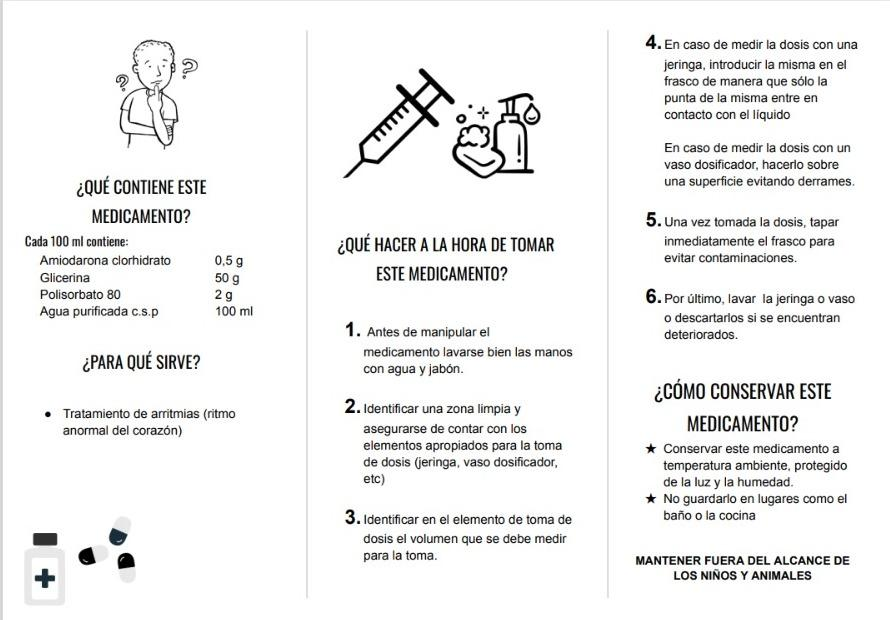 ¿QUÉ CONTIENE ESTE
MEDICAMENTO?
Cada 100 ml contiene:
Amiodarona clorhidrato 0,5 g
Glicerina 50 g
Polisorbato 80 2 g
Agua purificada c.s.p 100 ml
¿PARA QUÉ SIRVE?
● Tratamiento de arritmias (ritmo
anormal del corazón)
¿QUÉ HACER A LA HORA DE TOMAR
ESTE MEDICAMENTO?
1. Antes de manipular el
medicamento lavarse bien las manos
con agua y jabón.
2. Identificar una zona limpia y
asegurarse de contar con los
elementos apropiados para la toma
de dosis (jeringa, vaso dosificador,
etc)
3. Identificar en el elemento de toma de
dosis el volumen que se debe medir
para la toma.
4. En caso de medir la dosis con una
jeringa, introducir la misma en el
frasco de manera que sólo la
punta de la misma entre en
contacto con el líquido
En caso de medir la dosis con un
vaso dosificador, hacerlo sobre
una superficie evitando derrames.
5. Una vez tomada la dosis, tapar
inmediatamente el frasco para
evitar contaminaciones.
6. Por último, lavar la jeringa o vaso
o descartarlos si se encuentran
deteriorados.
¿CÓMO CONSERVAR ESTE
MEDICAMENTO?
★ Conservar este medicamento a
temperatura ambiente, protegido
de la luz y la humedad.
★ No guardarlo en lugares como el
baño o la cocina
MANTENER FUERA DEL ALCANCE DE
LOS NIÑOS Y ANIMALES